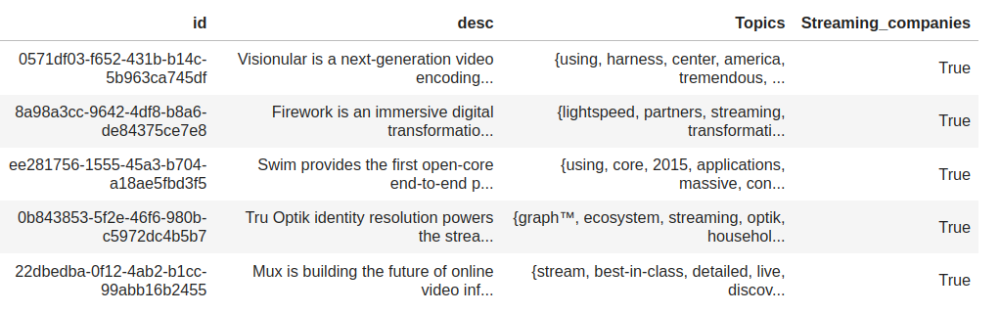 id desc Topics Streaming_companies
0571df03-f652-431b-b14c- Visionular is a next-generation video {using, harness, center, america, True
5b963ca745df encoding... tremendous, ...
8a98a3cc-9642-4df8-b8a6- Firework is an immersive digital {lightspeed, partners, streaming, True
de84375ce7e8 transformatio... transformati...
ee281756-1555-45a3-b704- Swim provides the first open-core {using, core, 2015, applications, True
a18ae5fbd3f5 end-to-end p... massive, con...
0b843853-5f2e-46f6-980b- Tru Optik identity resolution powers {graph™, ecosystem, streaming, optik, True
c5972dc4b5b7 the strea... househol...
22dbedba-0f12-4ab2-b1cc- Mux is building the future of online {stream, best-in-class, detailed, live, True
99abb16b2455 video inf... discov...